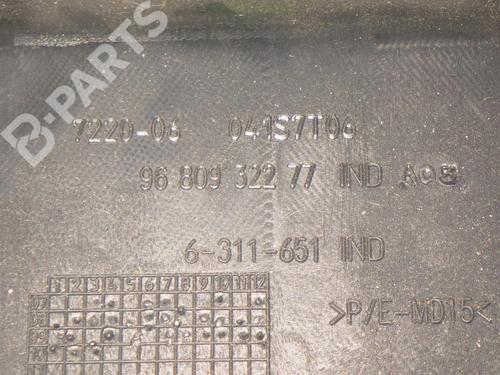 B-PARTS
7220-06 041S7T06
96 809 322 77 IND
6-311-651 IND
1 2 3 4 5 6 7 8 9 10 11 12
07
>P/E-MD15<